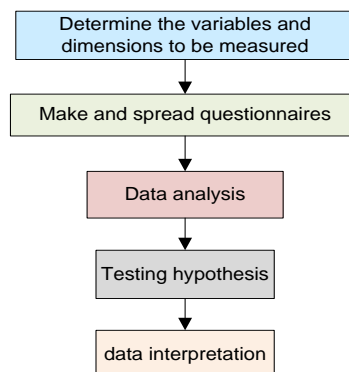 Determine the variables and
dimensions to be measured
Make and spread questionnaires
Data analysis
Testing hypothesis
data interpretation